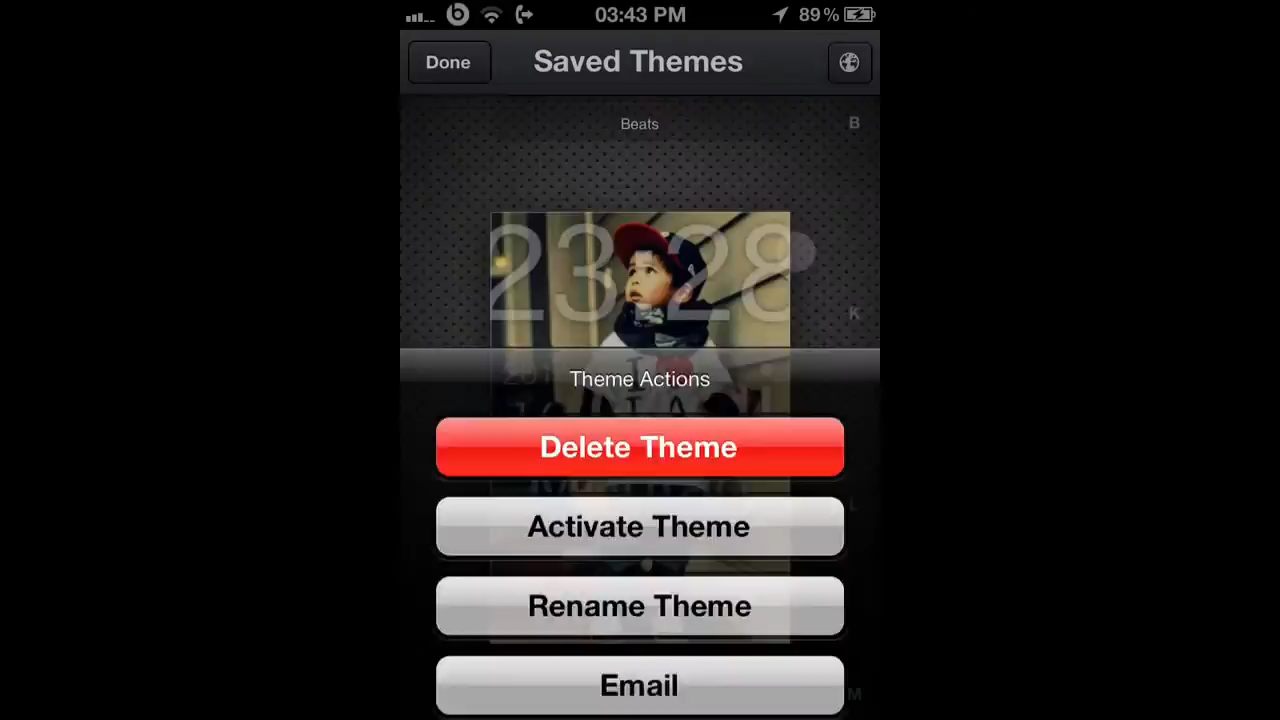 03:43 PM 89%
Done Saved Themes
Beats B
23:28
K
Theme Actions
I
Delete Theme
Activate Theme
Rename Theme
Email M